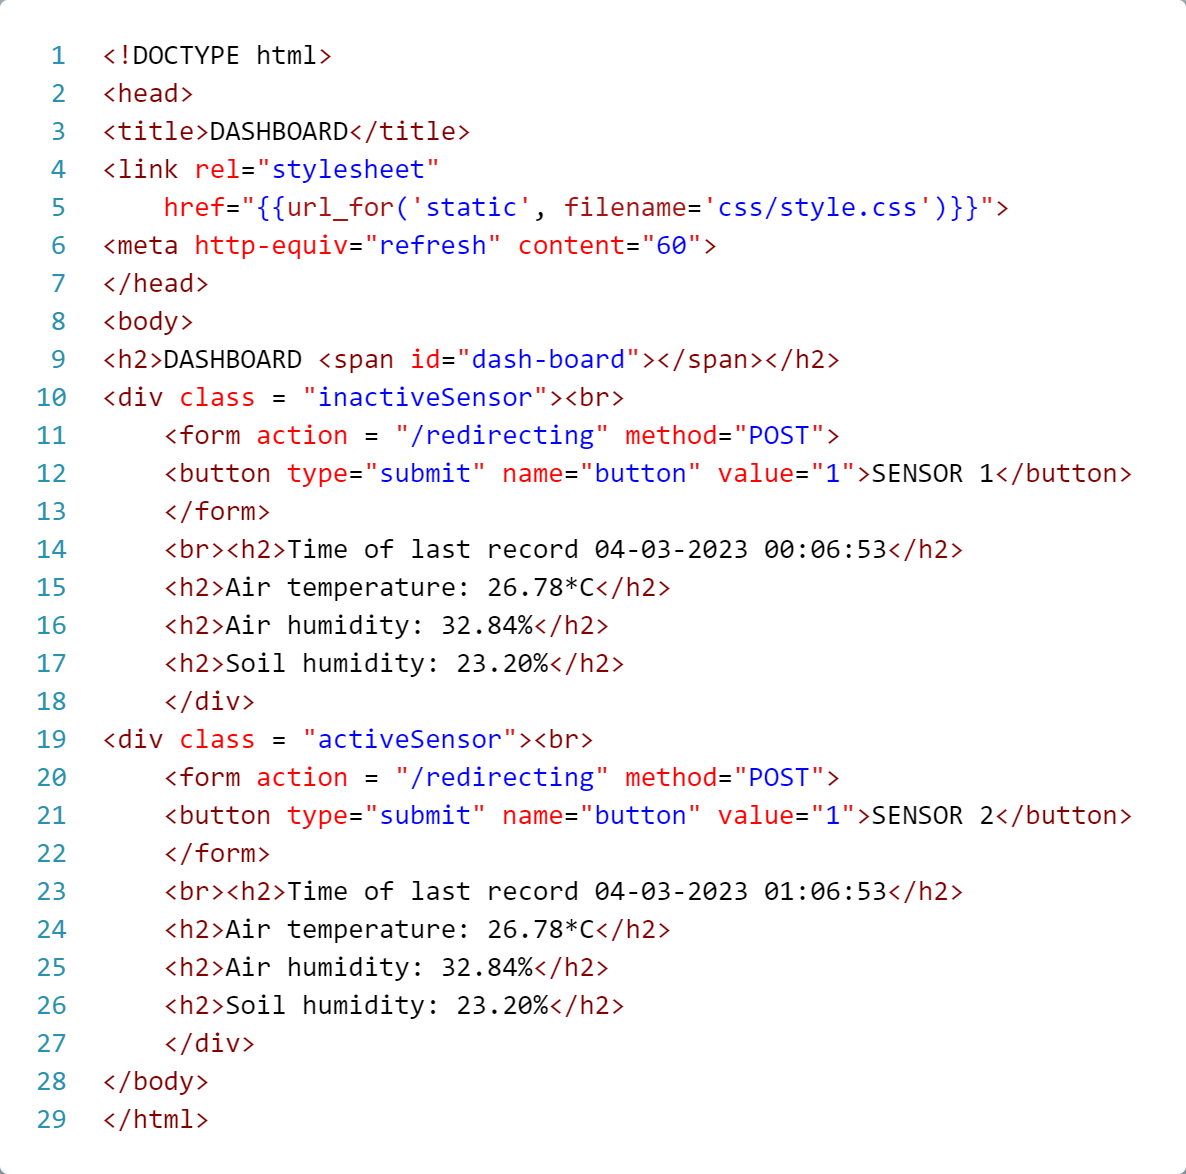 1 <!DOCTYPE html>
2 <head>
3 <title>DASHBOARD</title>
4 <link rel="stylesheet"
5     href="{{url_for('static', filename='css/style.css')}}">
6 <meta http-equiv="refresh" content="60">
7 </head>
8 <body>
9 <h2>DASHBOARD <span id="dash-board"></span></h2>
10 <div class = "inactiveSensor"><br>
11     <form action = "/redirecting" method="POST">
12     <button type="submit" name="button" value="1">SENSOR 1</button>
13     </form>
14     <br><h2>Time of last record 04-03-2023 00:06:53</h2>
15     <h2>Air temperature: 26.78*C</h2>
16     <h2>Air humidity: 32.84%</h2>
17     <h2>Soil humidity: 23.20%</h2>
18     </div>
19 <div class = "activeSensor"><br>
20     <form action = "/redirecting" method="POST">
21     <button type="submit" name="button" value="1">SENSOR 2</button>
22     </form>
23     <br><h2>Time of last record 04-03-2023 01:06:53</h2>
24     <h2>Air temperature: 26.78*C</h2>
25     <h2>Air humidity: 32.84%</h2>
26     <h2>Soil humidity: 23.20%</h2>
27     </div>
28 </body>
29 </html>